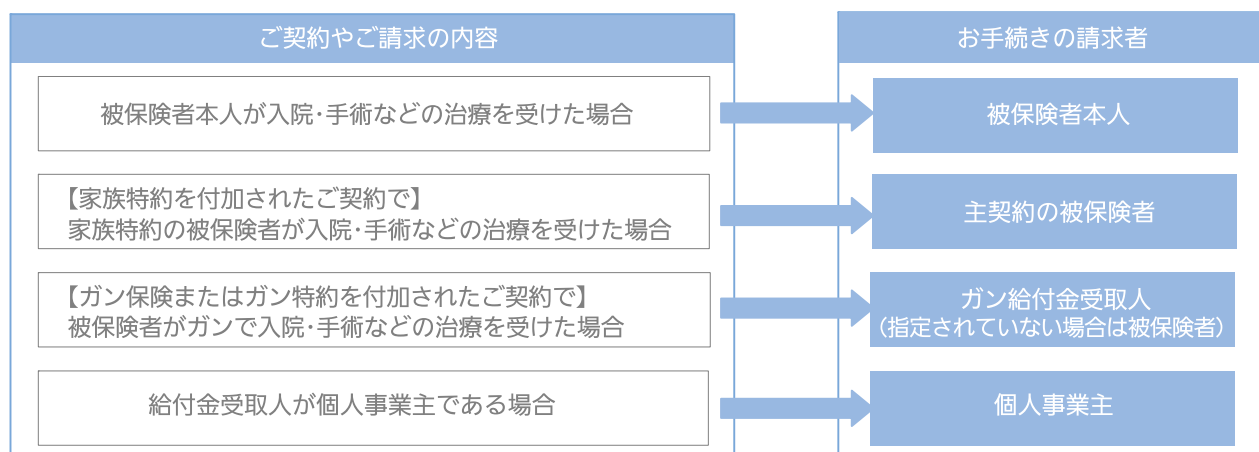 ご契約やご請求の内容
お手続きの請求者
被保険者本人が入院・手術などの治療を受けた場合
被保険者本人
【家族特約を付加されたご契約で】
家族特約の被保険者が入院・手術などの治療を受けた場合
主契約の被保険者
【ガン保険またはガン特約を付加されたご契約で】
被保険者がガンで入院・手術などの治療を受けた場合
ガン給付金受取人
(指定されていない場合は被保険者)
給付金受取人が個人事業主である場合
個人事業主